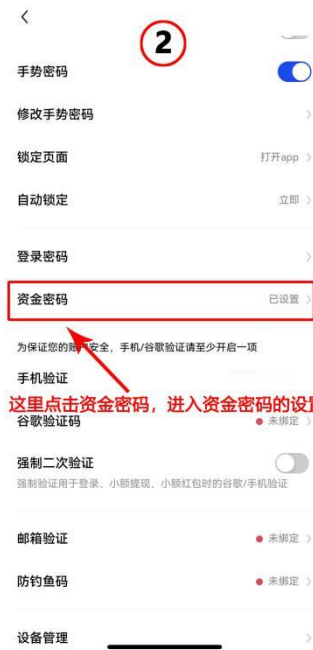 2
手势密码
修改手势密码
锁定页面 打开app
自动锁定 立即
登录密码
资金密码 已设置
为保证您的账户安全，手机/谷歌验证请至少开启一项
手机验证
这里点击资金密码，进入资金密码的设置
谷歌验证码 未绑定
强制二次验证
强制验证用于登录、小额提现、小额红包时的谷歌/手机验证
邮箱验证 未绑定
防钓鱼码 未绑定
设备管理